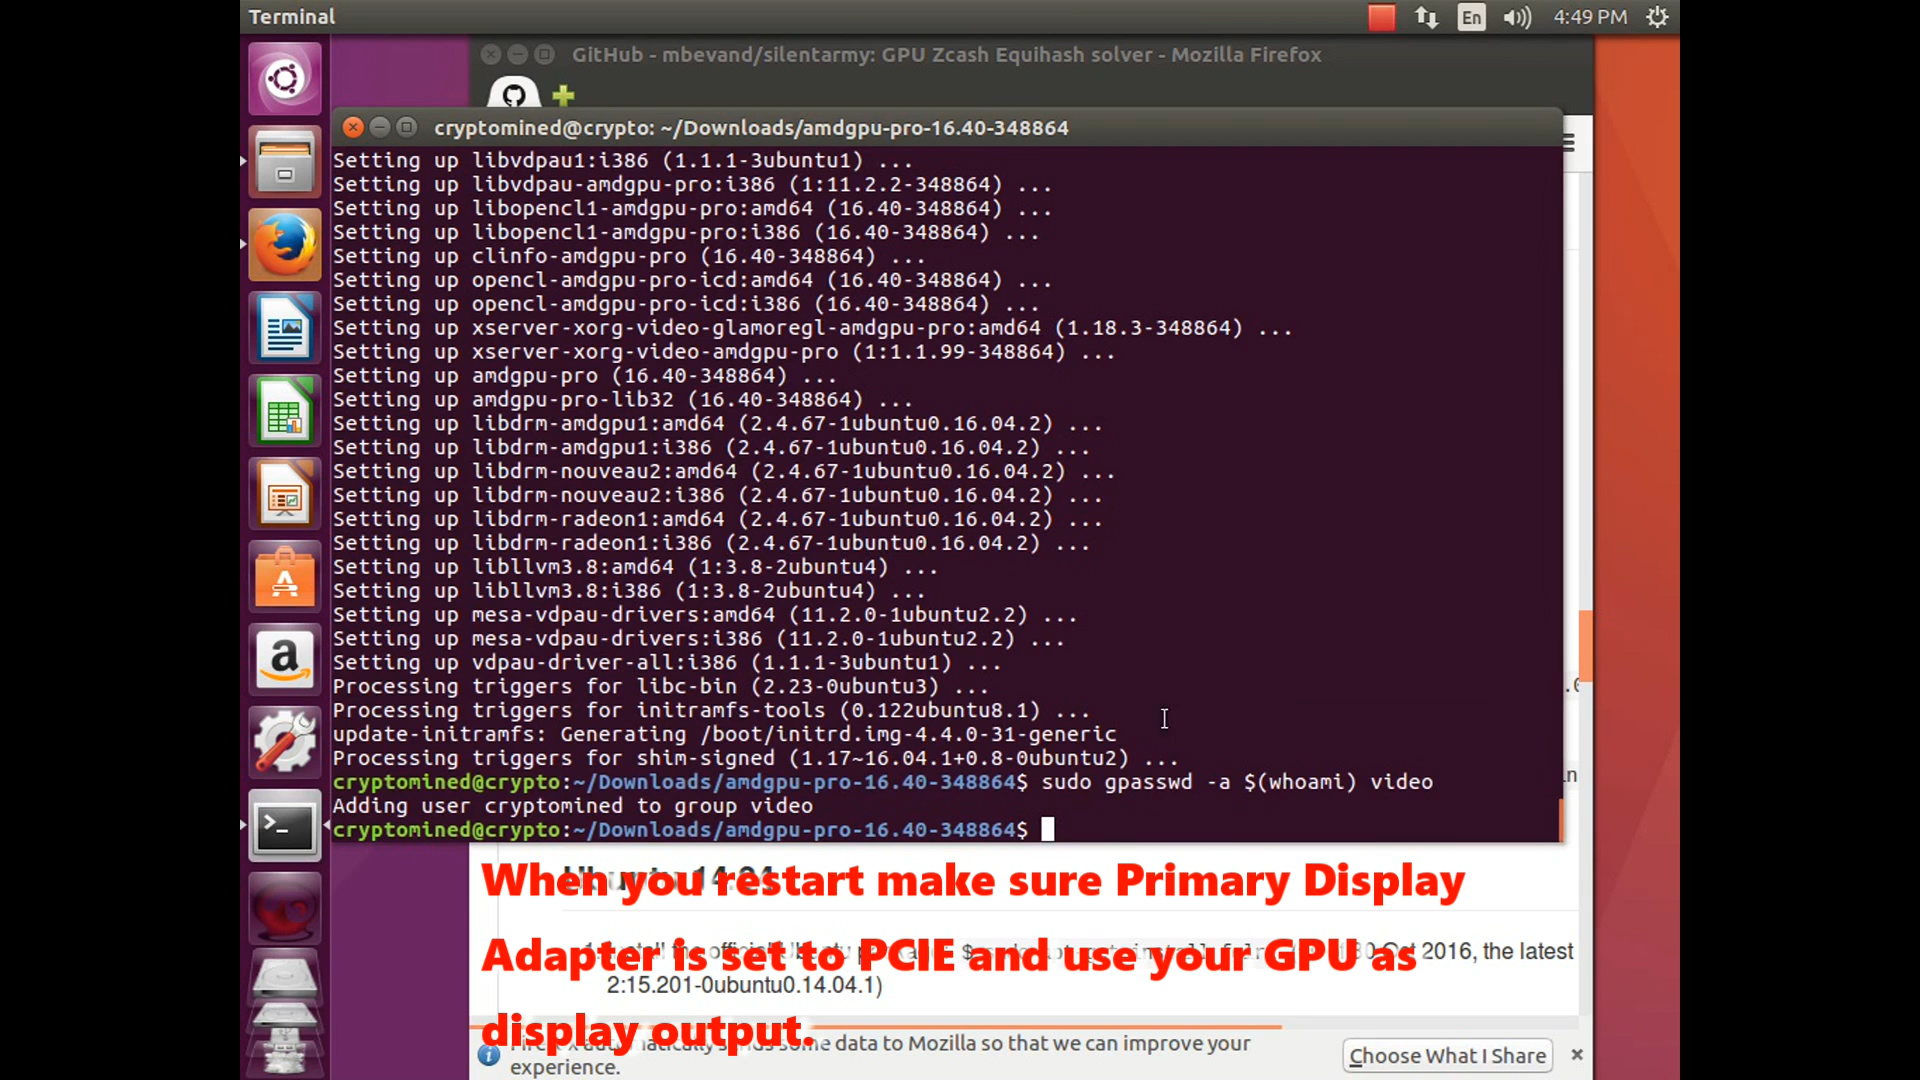 Terminal
En
4:49 PM
GitHub - mbevand/silentarmy: GPU Zcash Equihash solver - Mozilla Firefox
cryptomined@crypto: ~/Downloads/amdgpu-pro-16.40-348864
Setting up libvdpau1:i386 (1.1.1-3ubuntu1) ...
Setting up libvdpau-amdgpu-pro:i386 (1:11.2.2-348864) ...
Setting up libopencl1-amdgpu-pro:amd64 (16.40-348864) ...
Setting up libopencl1-amdgpu-pro:i386 (16.40-348864) ...
Setting up clinfo-amdgpu-pro (16.40-348864) ...
Setting up opencl-amdgpu-pro-icd:amd64 (16.40-348864) ...
Setting up opencl-amdgpu-pro-icd:i386 (16.40-348864) ...
Setting up xserver-xorg-video-glamoregl-amdgpu-pro:amd64 (1.18.3-348864) ...
Setting up xserver-xorg-video-amdgpu-pro (1:1.1.99-348864) ...
Setting up amdgpu-pro (16.40-348864) ...
Setting up amdgpu-pro-lib32 (16.40-348864) ...
Setting up libdrm-amdgpu1:amd64 (2.4.67-1ubuntu0.16.04.2) ...
Setting up libdrm-amdgpu1:i386 (2.4.67-1ubuntu0.16.04.2) ...
Setting up libdrm-nouveau2:amd64 (2.4.67-1ubuntu0.16.04.2) ...
Setting up libdrm-nouveau2:i386 (2.4.67-1ubuntu0.16.04.2) ...
Setting up libdrm-radeon1:amd64 (2.4.67-1ubuntu0.16.04.2) ...
Setting up libdrm-radeon1:i386 (2.4.67-1ubuntu0.16.04.2) ...
Setting up libllvm3.8:amd64 (1:3.8-2ubuntu4) ...
Setting up libllvm3.8:i386 (1:3.8-2ubuntu4) ...
Setting up mesa-vdpau-drivers:amd64 (11.2.0-1ubuntu2.2) ...
Setting up mesa-vdpau-drivers:i386 (11.2.0-1ubuntu2.2) ...
Setting up vdpau-driver-all:i386 (1.1.1-3ubuntu1) ...
Processing triggers for libc-bin (2.23-0ubuntu3) ...
Processing triggers for initramfs-tools (0.122ubuntu8.1) ...
update-initramfs: Generating /boot/initrd.img-4.4.0-31-generic
Processing triggers for shim-signed (1.17~16.04.1+0.8-0ubuntu2) ...
cryptomined@crypto:~/Downloads/amdgpu-pro-16.40-348864$ sudo gpasswd -a $(whoami) video
Adding user cryptomined to group video
cryptomined@crypto:~/Downloads/amdgpu-pro-16.40-348864$
When you restart make sure Primary Display
Adapter is set to PCIE and use your GPU as
display output.
Ubuntu 14.04
Oct 2016, the latest
2:15.201-0ubuntu0.14.04.1)
some data to Mozilla so that we can improve your
experience.
Choose What I Share